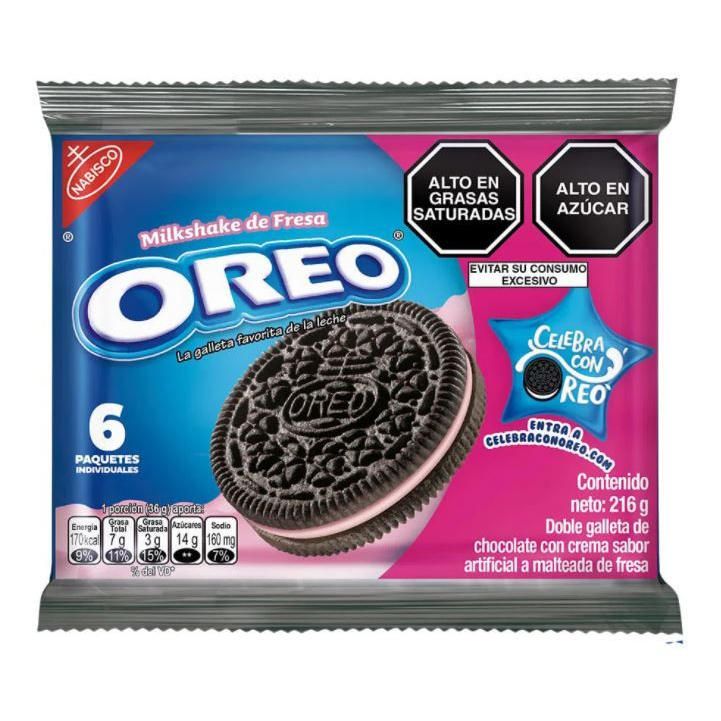 NABISCO
®
Milkshake de Fresa
OREO®
La galleta favorita de la leche
ALTO EN
GRASAS
SATURADAS
ALTO EN
AZÚCAR
EVITAR SU CONSUMO
EXCESIVO
CELEBRA
CON
OREO
ENTRA A
CELEBRACONOREO.COM
OREO
6
PAQUETES
INDIVIDUALES
Contenido
neto: 216 g
Doble galleta de
chocolate con crema sabor
artificial a malteada de fresa
1 porción (36 g) aporta:
Energía Grasa Total Grasa Saturada Azúcares Sodio
170 kcal 7 g 3 g 14 g 160 mg
9% 11% 15% ** 7%
% del VD*